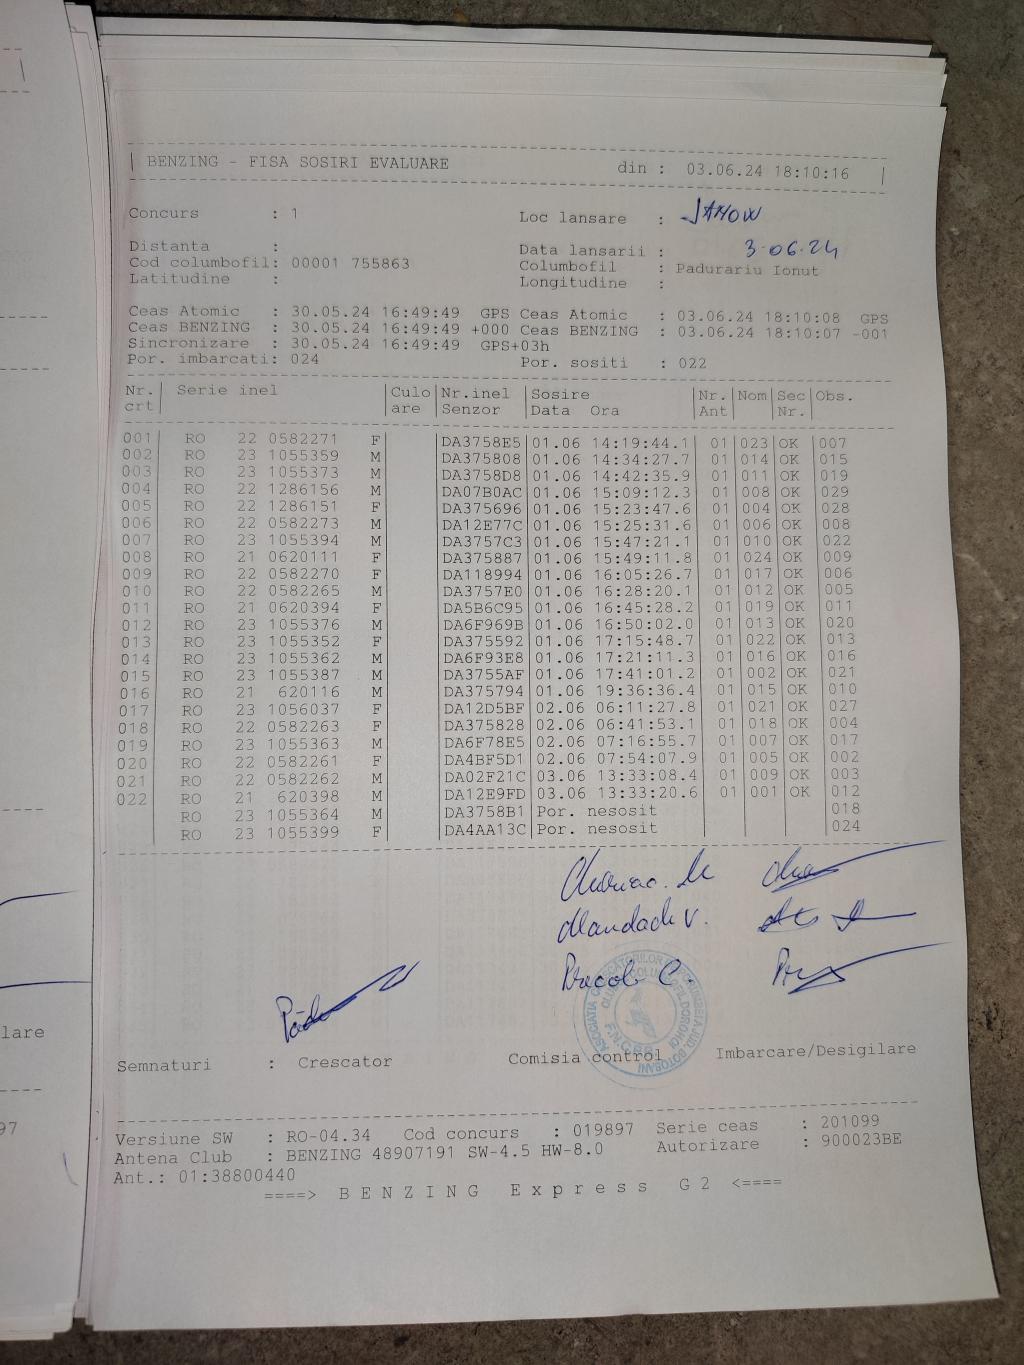 | BENZING - FISA SOSIRI EVALUARE din : 03.06.24 18:10:16 |
Concurs : 1 Loc lansare : JANOW
Distanta : Data lansarii : 3-06.24
Cod columbofil: 00001 755863 Columbofil : Padurariu Ionut
Latitudine : Longitudine :
Ceas Atomic : 30.05.24 16:49:49 GPS Ceas Atomic : 03.06.24 18:10:08 GPS
Ceas BENZING : 30.05.24 16:49:49 +000 Ceas BENZING : 03.06.24 18:10:07 -001
Sincronizare : 30.05.24 16:49:49 GPS+03h
Por. imbarcati: 024 Por. sositi : 022
Nr. Serie inel Culo Nr.inel Sosire Nr. Nom Sec Obs.
crt are Senzor Data Ora Ant Nr.
001 RO 22 0582271 F DA3758E5 01.06 14:19:44.1 01 023 OK 007
002 RO 23 1055359 M DA375808 01.06 14:34:27.7 01 014 OK 015
003 RO 23 1055373 M DA3758D8 01.06 14:42:35.9 01 011 OK 019
004 RO 22 1286156 M DA07B0AC 01.06 15:09:12.3 01 008 OK 029
005 RO 22 1286151 F DA375696 01.06 15:23:47.6 01 004 OK 028
006 RO 22 0582273 M DA12E77C 01.06 15:25:31.6 01 006 OK 008
007 RO 23 1055394 M DA3757C3 01.06 15:47:21.1 01 010 OK 022
008 RO 21 0620111 F DA375887 01.06 15:49:11.8 01 024 OK 009
009 RO 22 0582270 F DA118994 01.06 16:05:26.7 01 017 OK 006
010 RO 22 0582265 M DA3757E0 01.06 16:28:20.1 01 012 OK 005
011 RO 21 0620394 F DA5B6C95 01.06 16:45:28.2 01 019 OK 011
012 RO 23 1055376 M DA6F969B 01.06 16:50:02.0 01 013 OK 020
013 RO 23 1055352 F DA375592 01.06 17:15:48.7 01 022 OK 013
014 RO 23 1055362 M DA6F93E8 01.06 17:21:11.3 01 016 OK 016
015 RO 23 1055387 M DA3755AF 01.06 17:41:01.2 01 002 OK 021
016 RO 21 620116 M DA375794 01.06 19:36:36.4 01 015 OK 010
017 RO 23 1056037 F DA12D5BF 02.06 06:11:27.8 01 021 OK 027
018 RO 22 0582263 F DA375828 02.06 06:41:53.1 01 018 OK 004
019 RO 23 1055363 M DA6F78E5 02.06 07:16:55.7 01 007 OK 017
020 RO 22 0582261 F DA4BF5D1 02.06 07:54:07.9 01 005 OK 002
021 RO 22 0582262 M DA02F21C 03.06 13:33:08.4 01 009 OK 003
022 RO 21 620398 M DA12E9FD 03.06 13:33:20.6 01 001 OK 012
RO 23 1055364 M DA3758B1 Por. nesosit 018
RO 23 1055399 F DA4AA13C Por. nesosit 024
Semnaturi : Crescator Comisia control Imbarcare/Desigilare
Versiune SW : RO-04.34 Cod concurs : 019897 Serie ceas : 201099
Antena Club : BENZING 48907191 SW-4.5 HW-8.0 Autorizare : 900023BE
Ant.: 01:38800440
====> BENZING Express G2 <====
lare
97